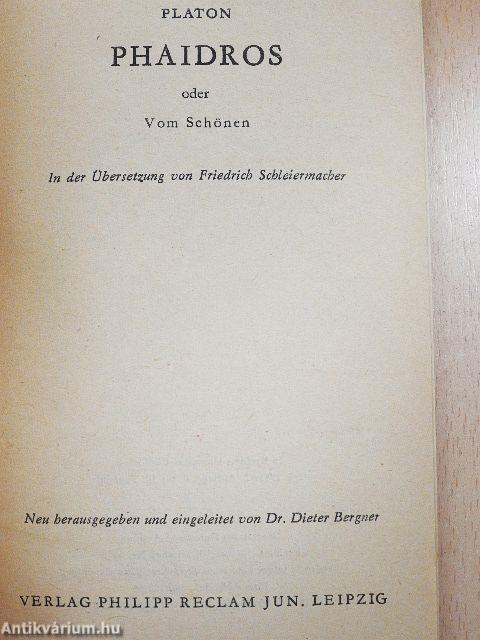 PLATON
PHAIDROS
oder
Vom Schönen
In der Übersetzung von Friedrich Schleiermacher
Neu herausgegeben und eingeleitet von Dr. Dieter Bergner
VERLAG PHILIPP RECLAM JUN. LEIPZIG
Antikvárium.hu